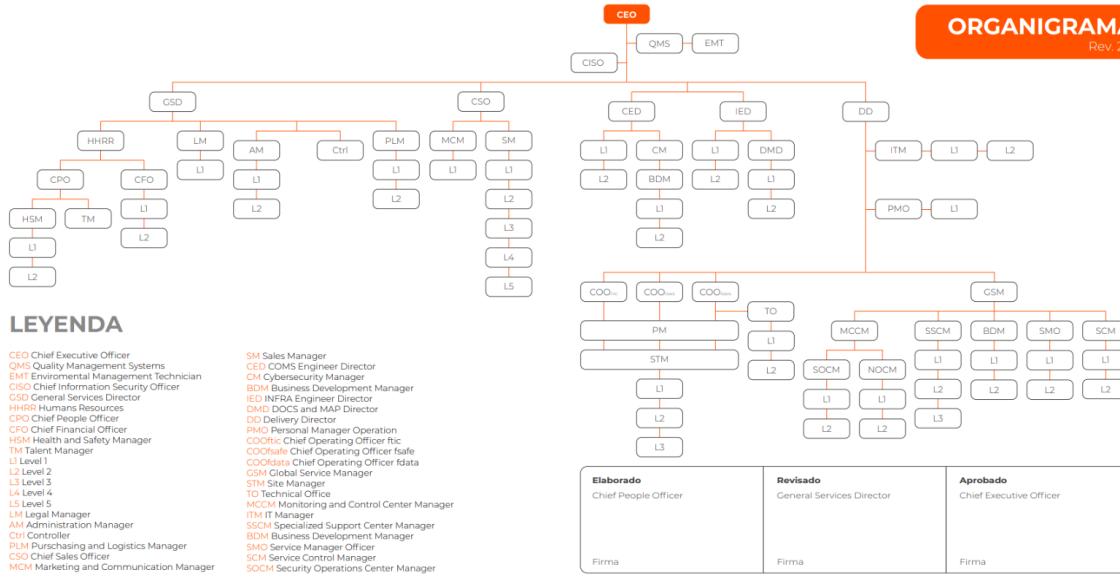 CEO
ORGANIGRAMA
Rev. 2
QMS
EMT
CISO
GSD
CSO
CED
IED
DD
HHRR
LM
AM
Ctrl
PLM
MCM
SM
L1
CM
L1
DMD
ITM
L1
L2
CPO
CFO
L1
L1
L1
L1
L1
L2
BDM
L2
L1
HSM
TM
L1
L2
L2
L2
L1
L2
PMO
L1
L1
L2
L3
L2
L2
L4
L5
COO
COO
COO
GSM
TO
PM
L1
MCCM
SSCM
BDM
SMO
SCM
STM
L2
SOCM
NOCM
L1
L1
L1
L1
L1
L1
L1
L2
L2
L2
L2
L2
L2
L2
L3
L3
LEYENDA
CEO Chief Executive Officer
QMS Quality Management Systems
EMT Enviromental Management Technician
CISO Chief Information Security Officer
GSD General Services Director
HHRR Humans Resources
CPO Chief People Officer
CFO Chief Financial Officer
HSM Health and Safety Manager
TM Talent Manager
L1 Level 1
L2 Level 2
L3 Level 3
L4 Level 4
L5 Level 5
LM Legal Manager
AM Administration Manager
Ctrl Controller
PLM Purschasing and Logistics Manager
CSO Chief Sales Officer
MCM Marketing and Communication Manager
SM Sales Manager
CED COMS Engineer Director
CM Cybersecurity Manager
BDM Business Development Manager
IED INFRA Engineer Director
DMD DOCS and MAP Director
DD Delivery Director
PMO Personal Manager Operation
COOftic Chief Operating Officer ftic
COOfsafe Chief Operating Officer fsafe
COOfdata Chief Operating Officer fdata
GSM Global Service Manager
STM Site Manager
TO Technical Office
MCCM Monitoring and Control Center Manager
ITM IT Manager
SSCM Specialized Support Center Manager
BDM Business Development Manager
SMO Service Manager Officer
SCM Service Control Manager
SOCM Security Operations Center Manager
Elaborado
Chief People Officer
Firma
Revisado
General Services Director
Firma
Aprobado
Chief Executive Officer
Firma